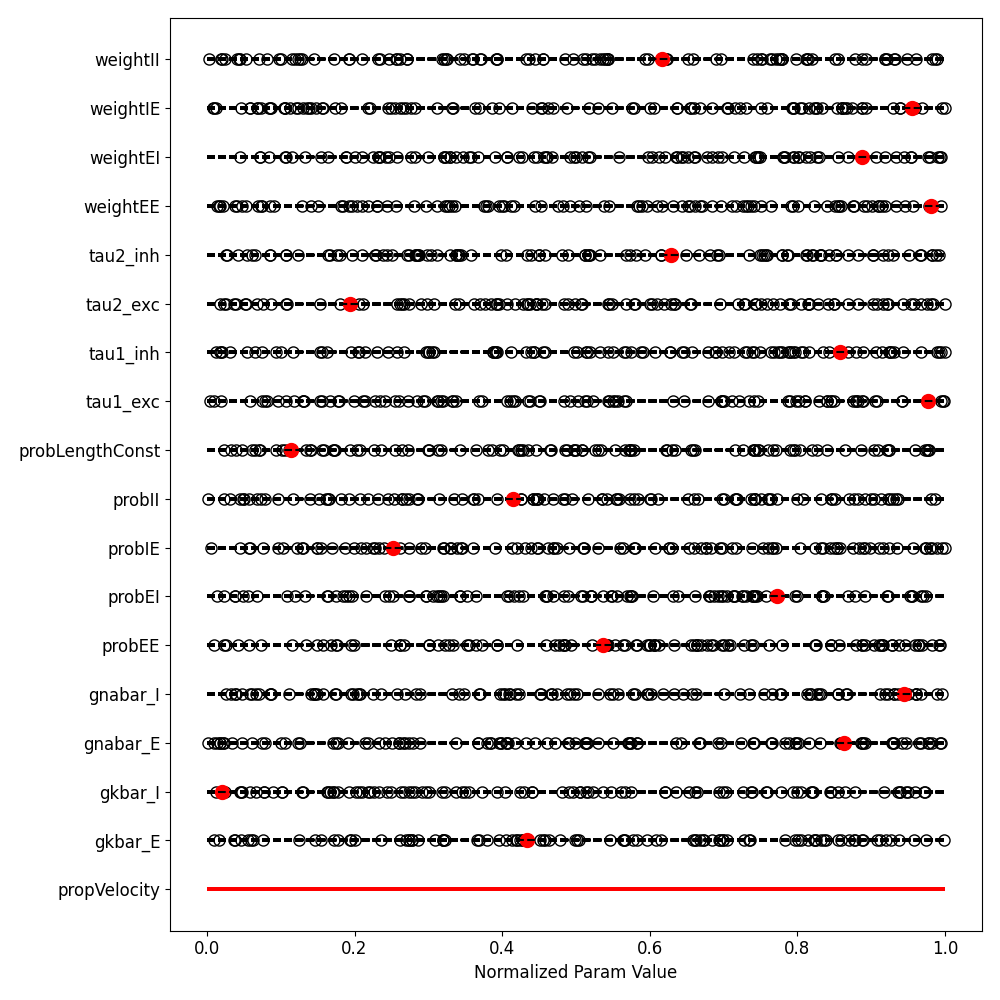 weightII
weightIE
weightEI
weightEE
tau2_inh
tau2_exc
tau1_inh
tau1_exc
probLengthConst
probII
probIE
probEI
probEE
gnabar_I
gnabar_E
gkbar_I
gkbar_E
propVelocity
0.0 0.2 0.4 0.6 0.8 1.0
Normalized Param Value